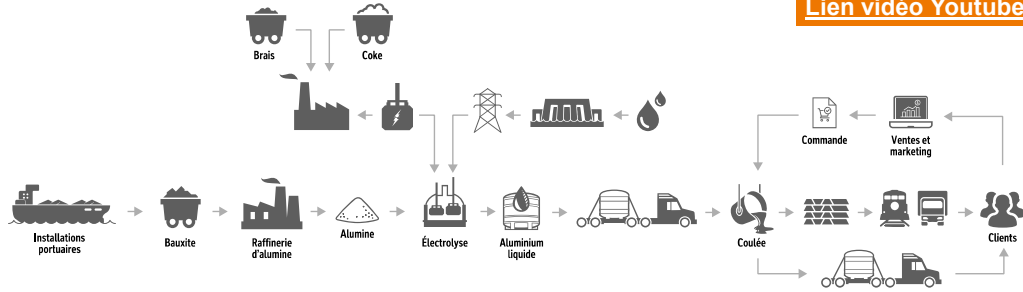 Lien vidéo Youtube
Brais
Coke
Commande
Ventes et
marketing
Installations
portuaires
Bauxite
Raffinerie
d'alumine
Alumine
Électrolyse
Aluminium
liquide
Coulée
Clients